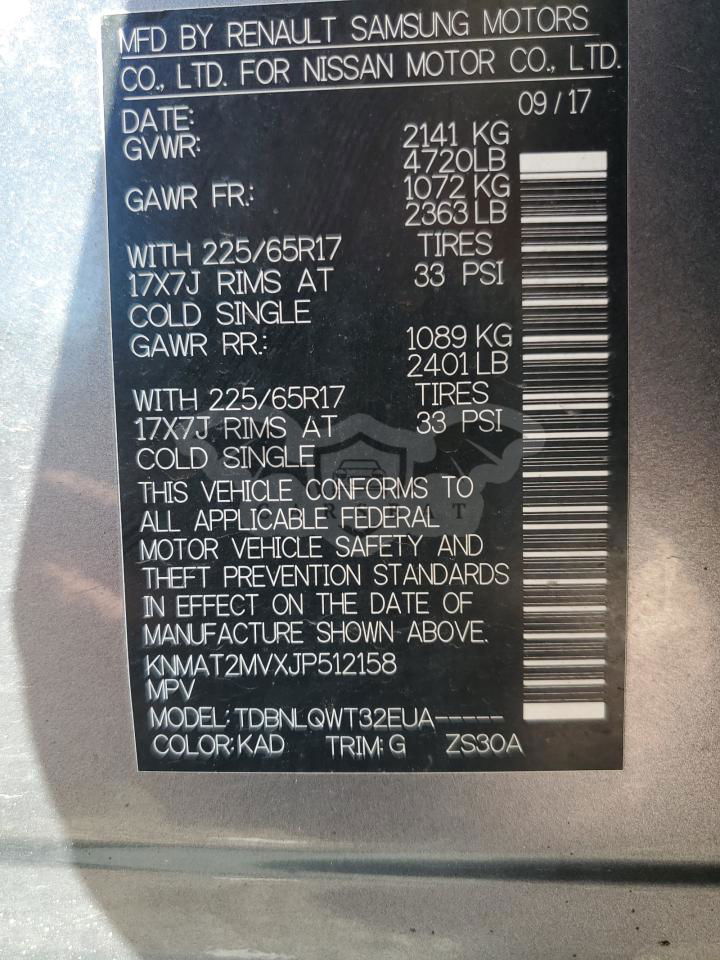 MFD BY RENAULT SAMSUNG MOTORS
CO., LTD. FOR NISSAN MOTOR CO., LTD.
DATE: 09 / 17
GVWR: 2141 KG
4720LB
GAWR FR.: 1072 KG
2363 LB
WITH 225/65R17 TIRES
17X7J RIMS AT 33 PSI
COLD SINGLE
GAWR RR.: 1089 KG
2401 LB
WITH 225/65R17 TIRES
17X7J RIMS AT 33 PSI
COLD SINGLE
THIS VEHICLE CONFORMS TO
ALL APPLICABLE FEDERAL
MOTOR VEHICLE SAFETY AND
THEFT PREVENTION STANDARDS
IN EFFECT ON THE DATE OF
MANUFACTURE SHOWN ABOVE.
KNMAT2MVXJP512158
MPV
MODEL: TDBNLQWT32EUA-----
COLOR: KAD TRIM: G ZS30A